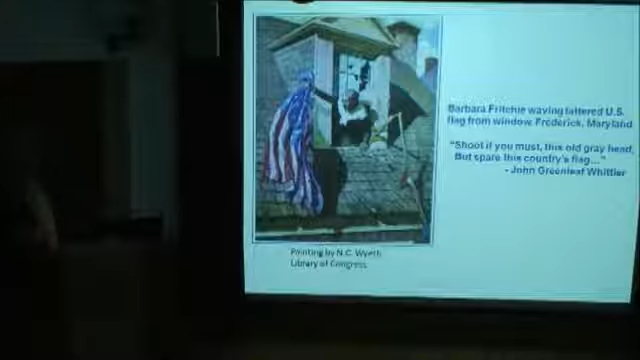 Barbara Fritchie waving tattered U.S.
flag from window, Frederick, Maryland
"Shoot if you must, this old gray head,
But spare this country's flag..."
- John Greenleaf Whittier
Painting by N.C. Wyeth
Library of Congress